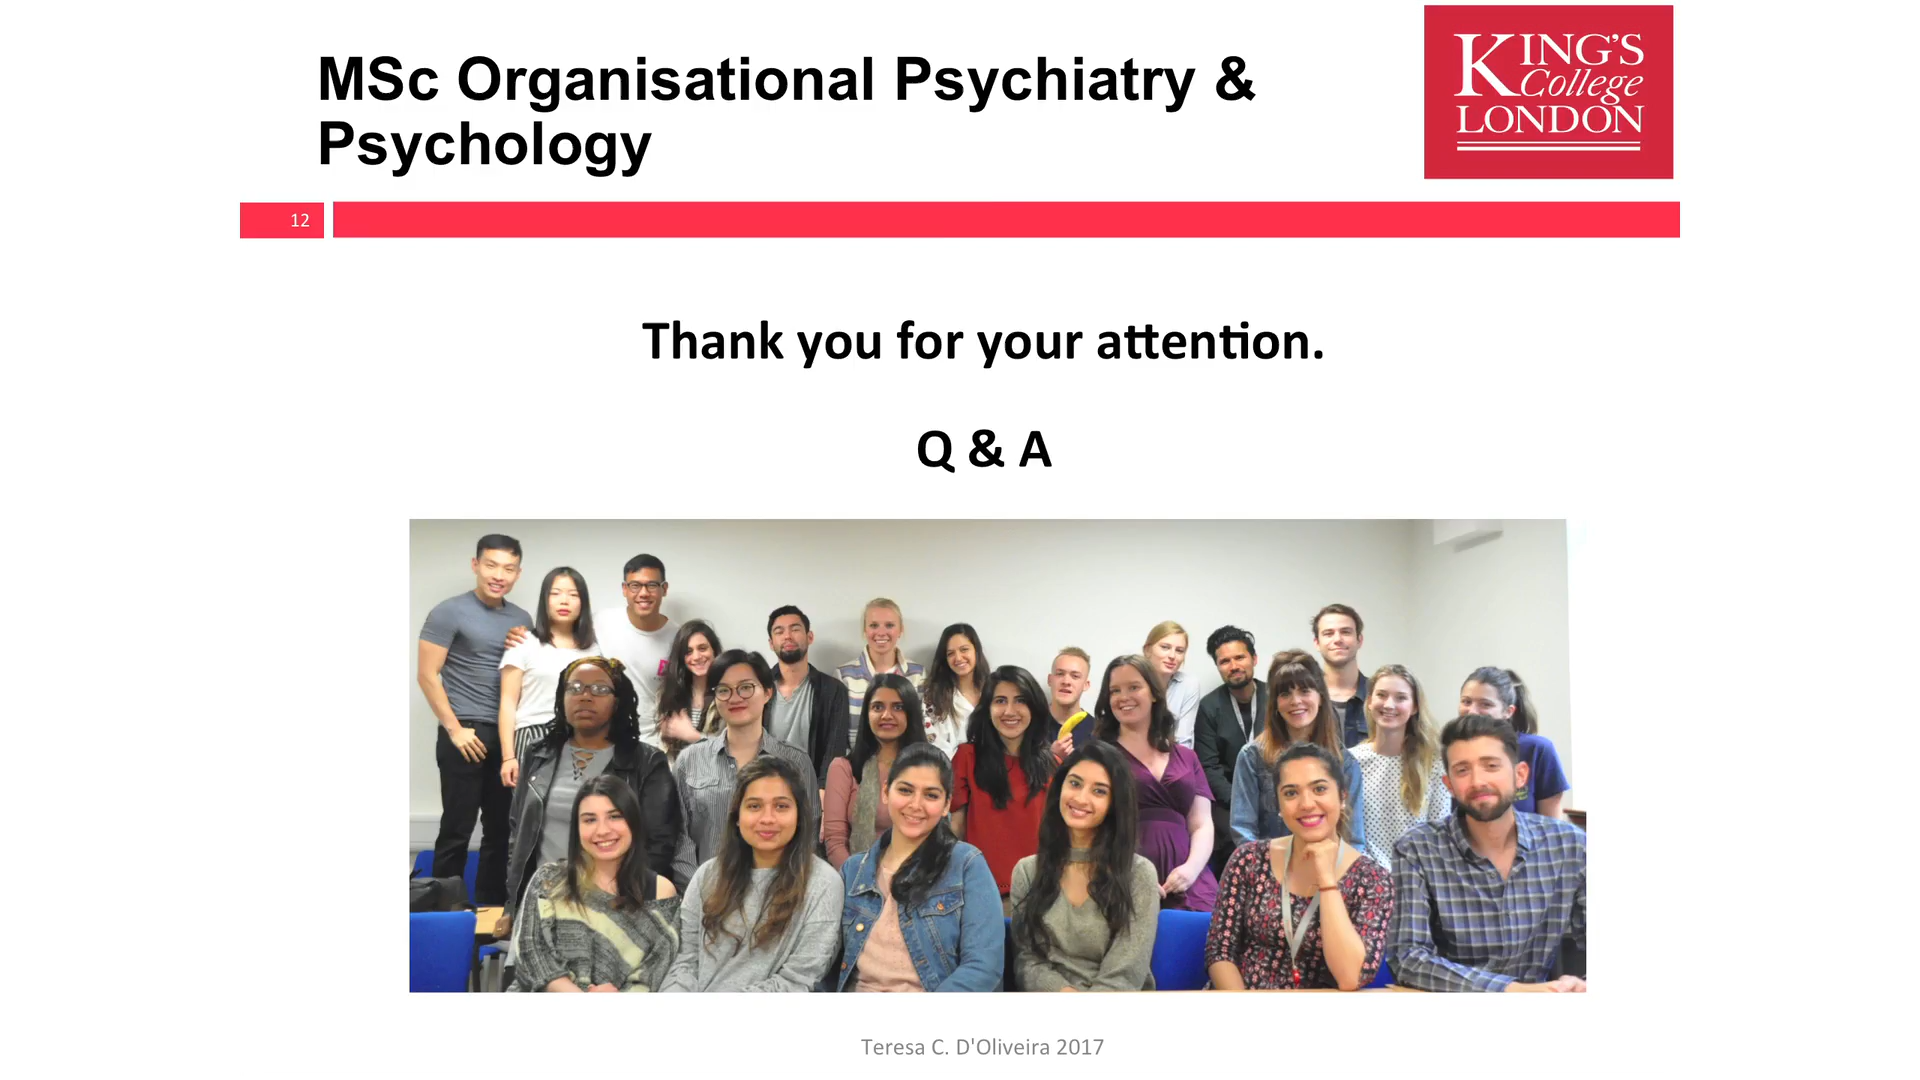 MSc Organisational Psychiatry &
Psychology
KING'S
College
LONDON
12
Thank you for your attention.
Q & A
Teresa C. D'Oliveira 2017